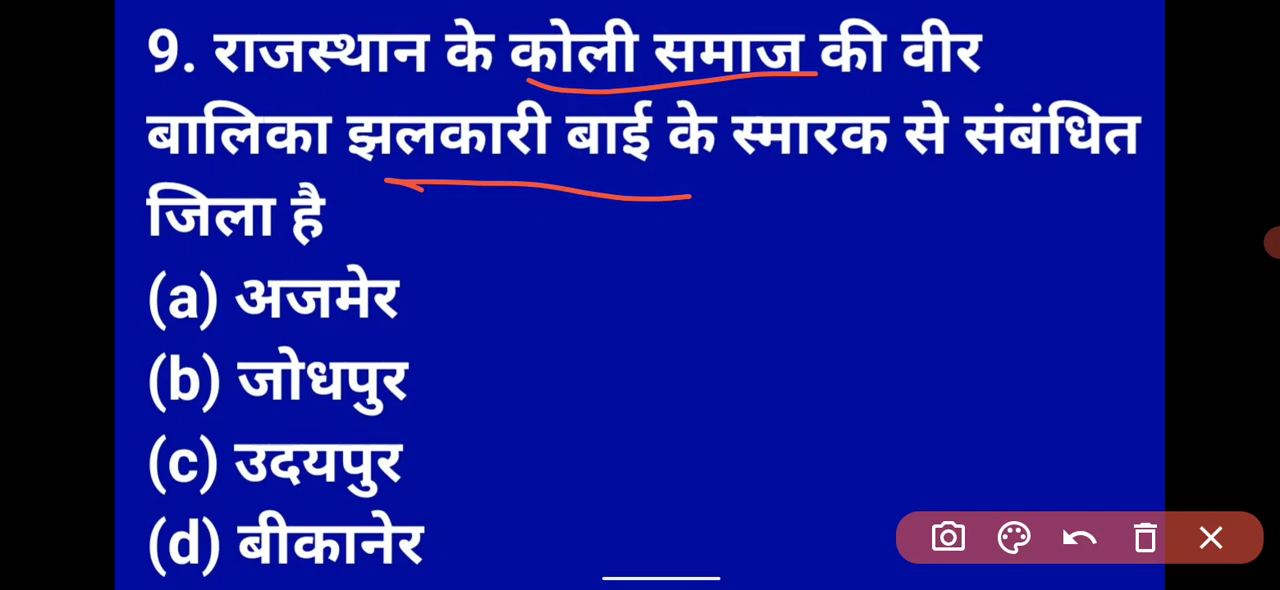 9. राजस्थान के कोली समाज की वीर
बालिका झलकारी बाई के स्मारक से संबंधित
जिला है
(a) अजमेर
(b) जोधपुर
(c) उदयपुर
(d) बीकानेर